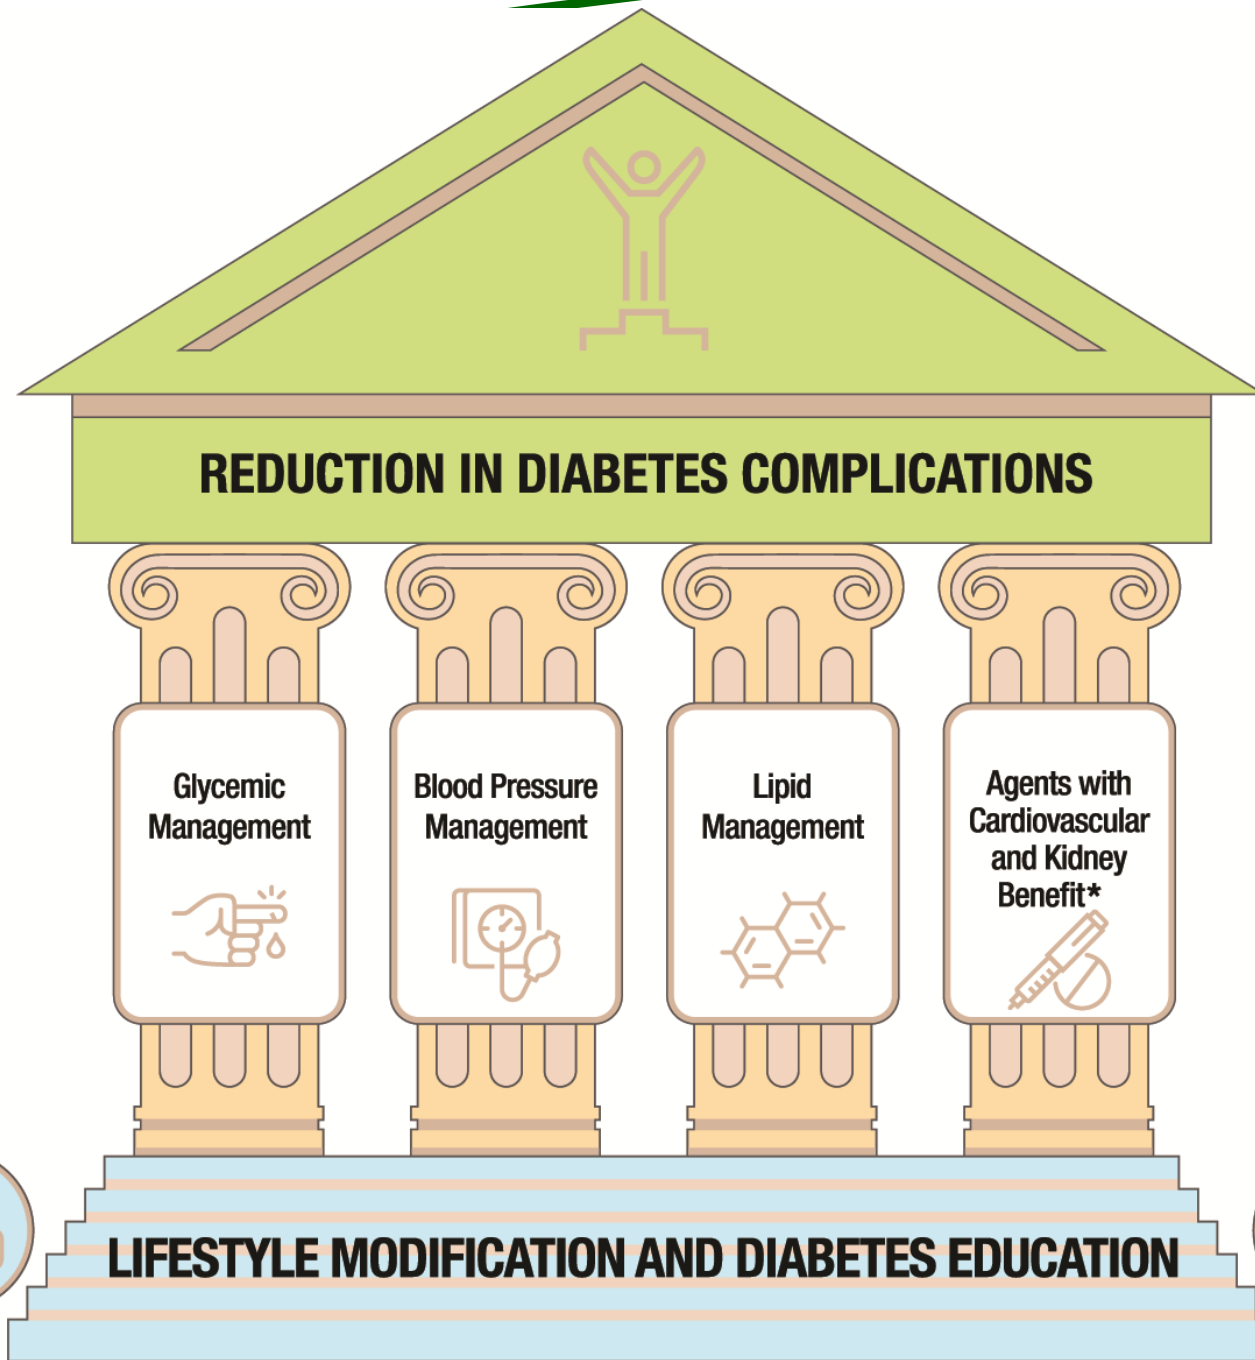 REDUCTION IN DIABETES COMPLICATIONS
Glycemic
Management
Blood Pressure
Management
Lipid
Management
Agents with
Cardiovascular
and Kidney
Benefit*
LIFESTYLE MODIFICATION AND DIABETES EDUCATION